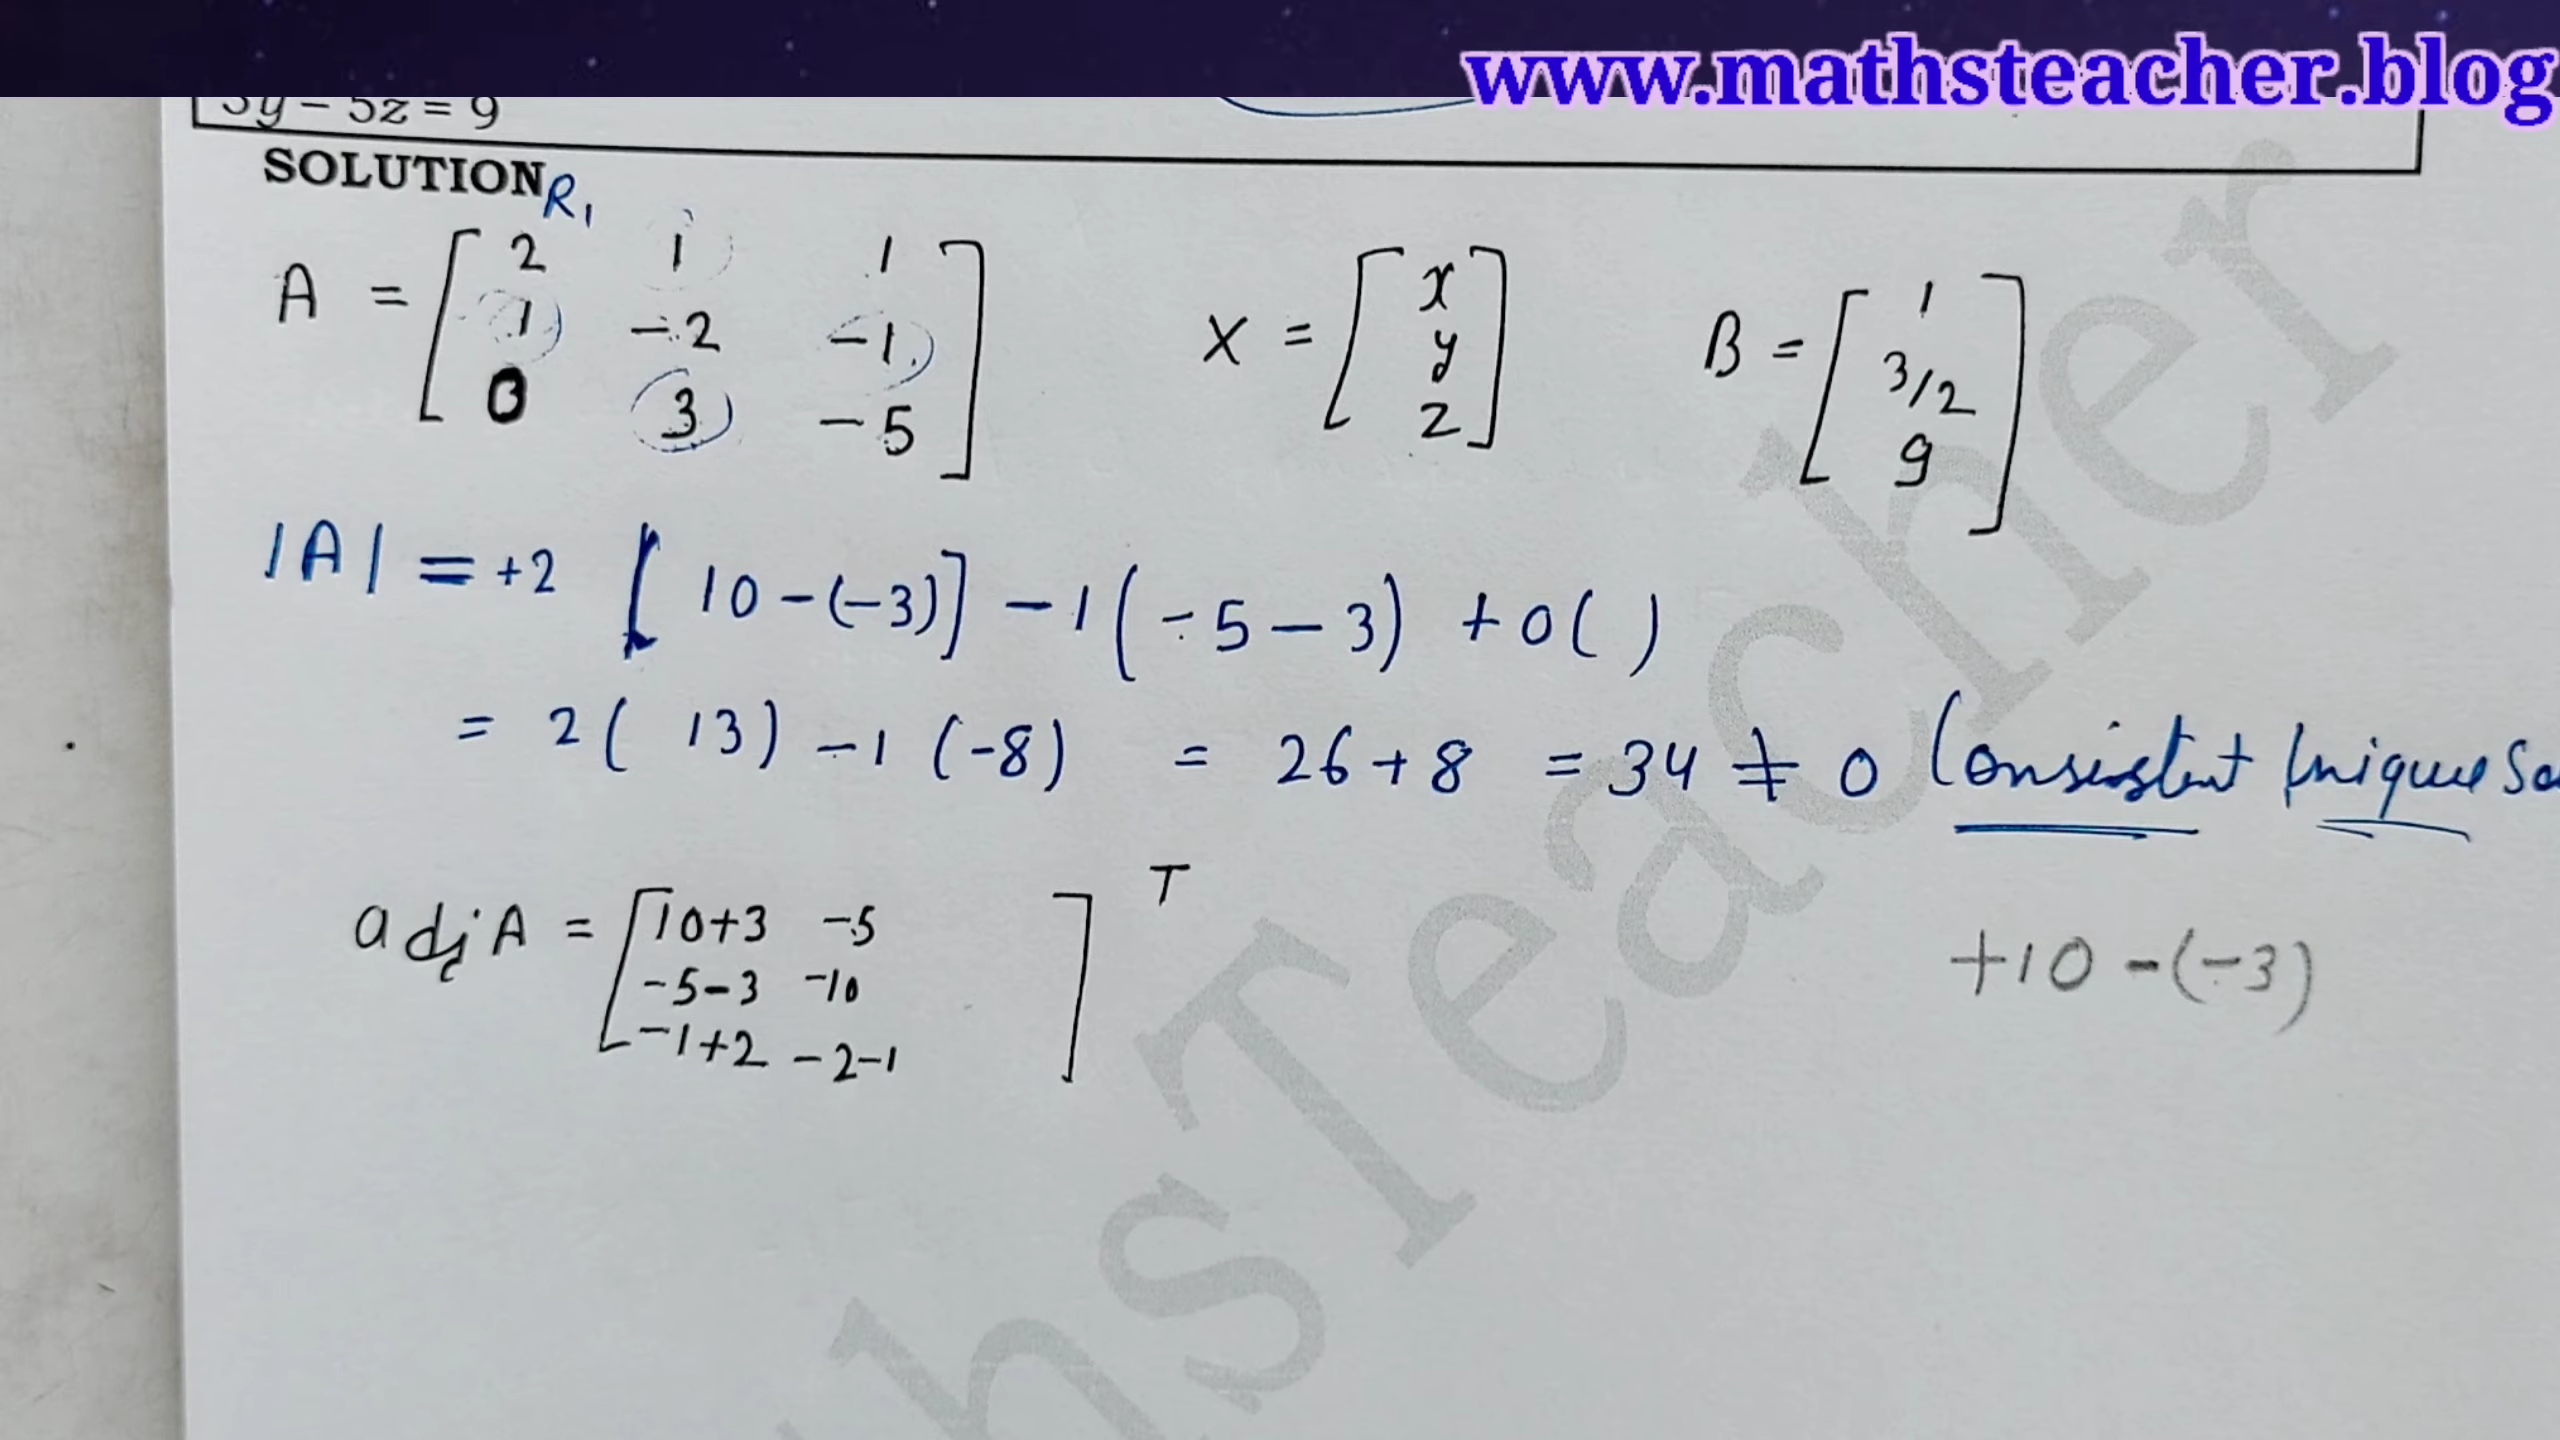 www.mathsteacher.blog
3y – 5z = 9
SOLUTION R₁
A = [ 2 1 1
1 -2 -1
0 3 -5 ]
X = [ x
y
z ]
B = [ 1
3/2
9 ]
|A| = +2 [ 10 - (-3)] - 1 ( -5 - 3) + 0 ( )
= 2 ( 13) - 1 (-8) = 26 + 8 = 34 ≠ 0 Consistent Unique So
adj A = [ 10+3 -5
-5-3 -10
-1+2 -2-1 ] T
+10 - (-3)
hsTeacher